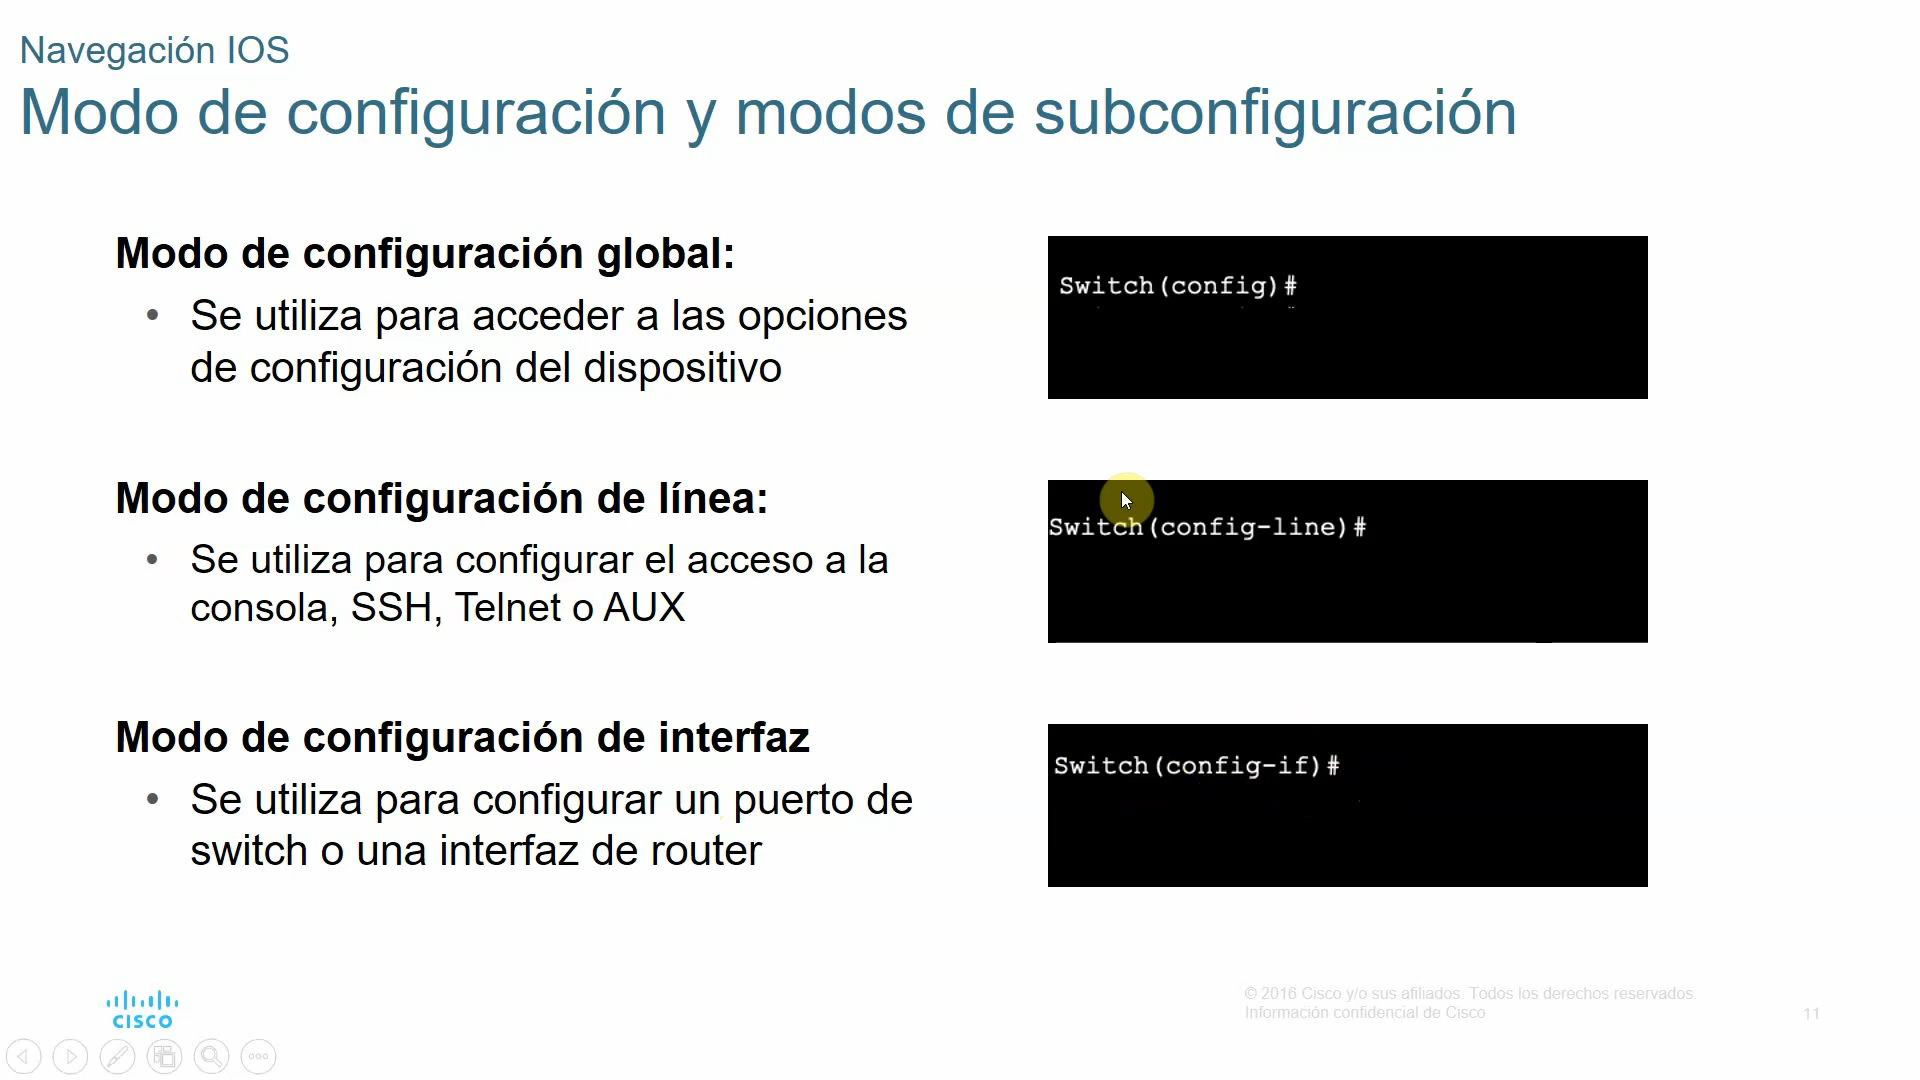 Navegación IOS
Modo de configuración y modos de subconfiguración
Modo de configuración global:
• Se utiliza para acceder a las opciones
de configuración del dispositivo
Switch(config)#
Modo de configuración de línea:
• Se utiliza para configurar el acceso a la
consola, SSH, Telnet o AUX
Switch(config-line)#
Modo de configuración de interfaz
• Se utiliza para configurar un puerto de
switch o una interfaz de router
Switch(config-if)#
CISCO
© 2016 Cisco y/o sus afiliados. Todos los derechos reservados.
Información confidencial de Cisco
11